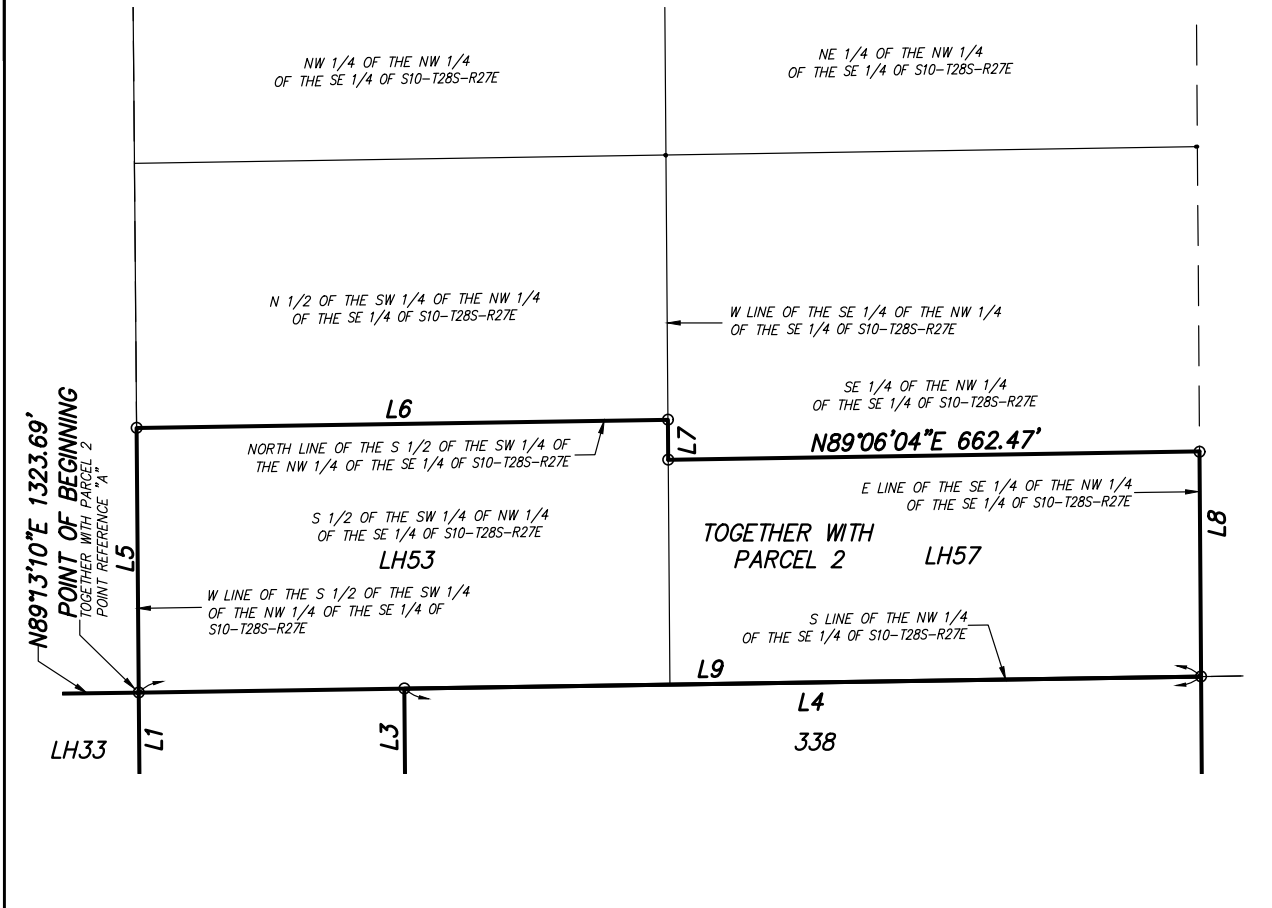 NW 1/4 OF THE NW 1/4
OF THE SE 1/4 OF S10-T28S-R27E
NE 1/4 OF THE NW 1/4
OF THE SE 1/4 OF S10-T28S-R27E
N 1/2 OF THE SW 1/4 OF THE NW 1/4
OF THE SE 1/4 OF S10-T28S-R27E
W LINE OF THE SE 1/4 OF THE NW 1/4
OF THE SE 1/4 OF S10-T28S-R27E
SE 1/4 OF THE NW 1/4
OF THE SE 1/4 OF S10-T28S-R27E
L6
L7
N89°06'04"E 662.47'
NORTH LINE OF THE S 1/2 OF THE SW 1/4 OF
THE NW 1/4 OF THE SE 1/4 OF S10-T28S-R27E
E LINE OF THE SE 1/4 OF THE NW 1/4
OF THE SE 1/4 OF S10-T28S-R27E
N89°13'10"E 1323.69'
POINT OF BEGINNING
TOGETHER WITH PARCEL 2
POINT REFERENCE "A"
L5
S 1/2 OF THE SW 1/4 OF NW 1/4
OF THE SE 1/4 OF S10-T28S-R27E
LH53
TOGETHER WITH
PARCEL 2
LH57
L8
W LINE OF THE S 1/2 OF THE SW 1/4
OF THE NW 1/4 OF THE SE 1/4 OF
S10-T28S-R27E
S LINE OF THE NW 1/4
OF THE SE 1/4 OF S10-T28S-R27E
L9
L4
LH33
L1
L3
338